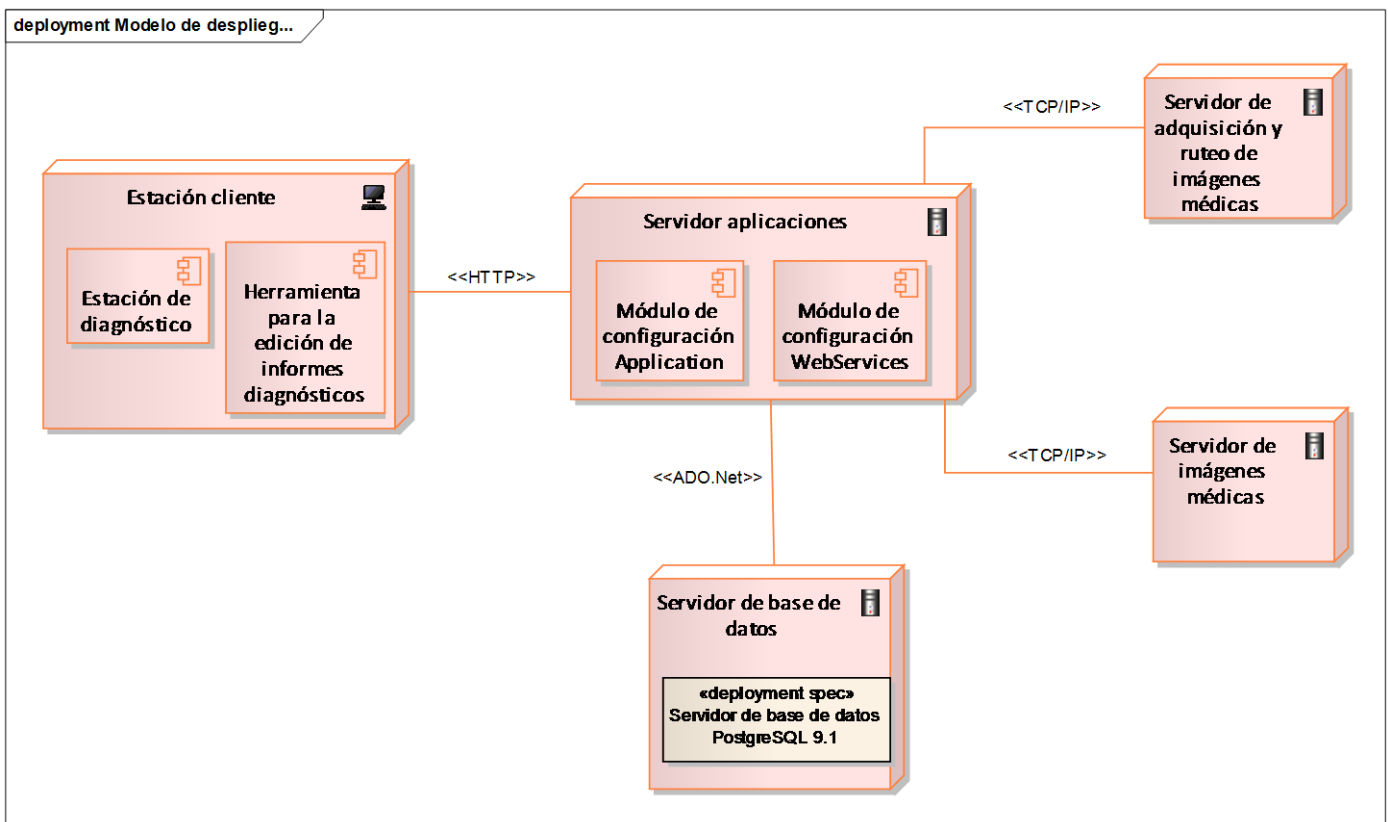 deployment Modelo de desplieg...
Estación cliente
Estación de
diagnóstico
Herramienta
para la
edición de
informes
diagnósticos
<<HTTP>>
Servidor aplicaciones
Módulo de
configuración
Application
Módulo de
configuración
WebServices
<<TCP/IP>>
Servidor de
adquisición y
ruteo de
imágenes
médicas
<<TCP/IP>>
Servidor de
imágenes
médicas
<<ADO.Net>>
Servidor de base de
datos
«deployment spec»
Servidor de base de datos
PostgreSQL 9.1